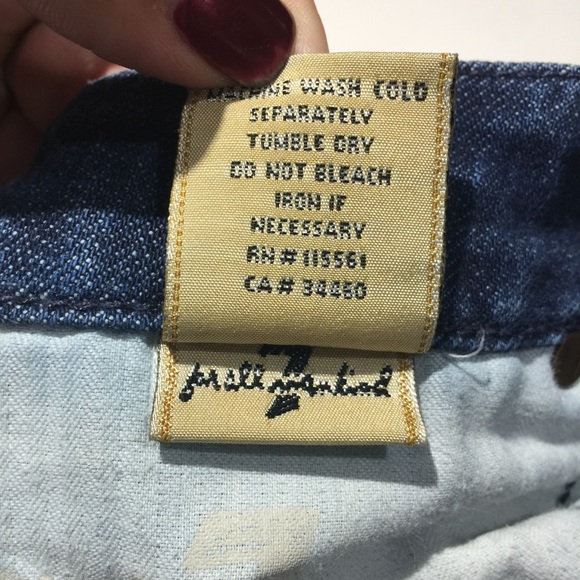 MACHINE WASH COLD
SEPARATELY
TUMBLE DRY
DO NOT BLEACH
IRON IF
NECESSARY
RN # 115561
CA # 34460
7
for all mankind